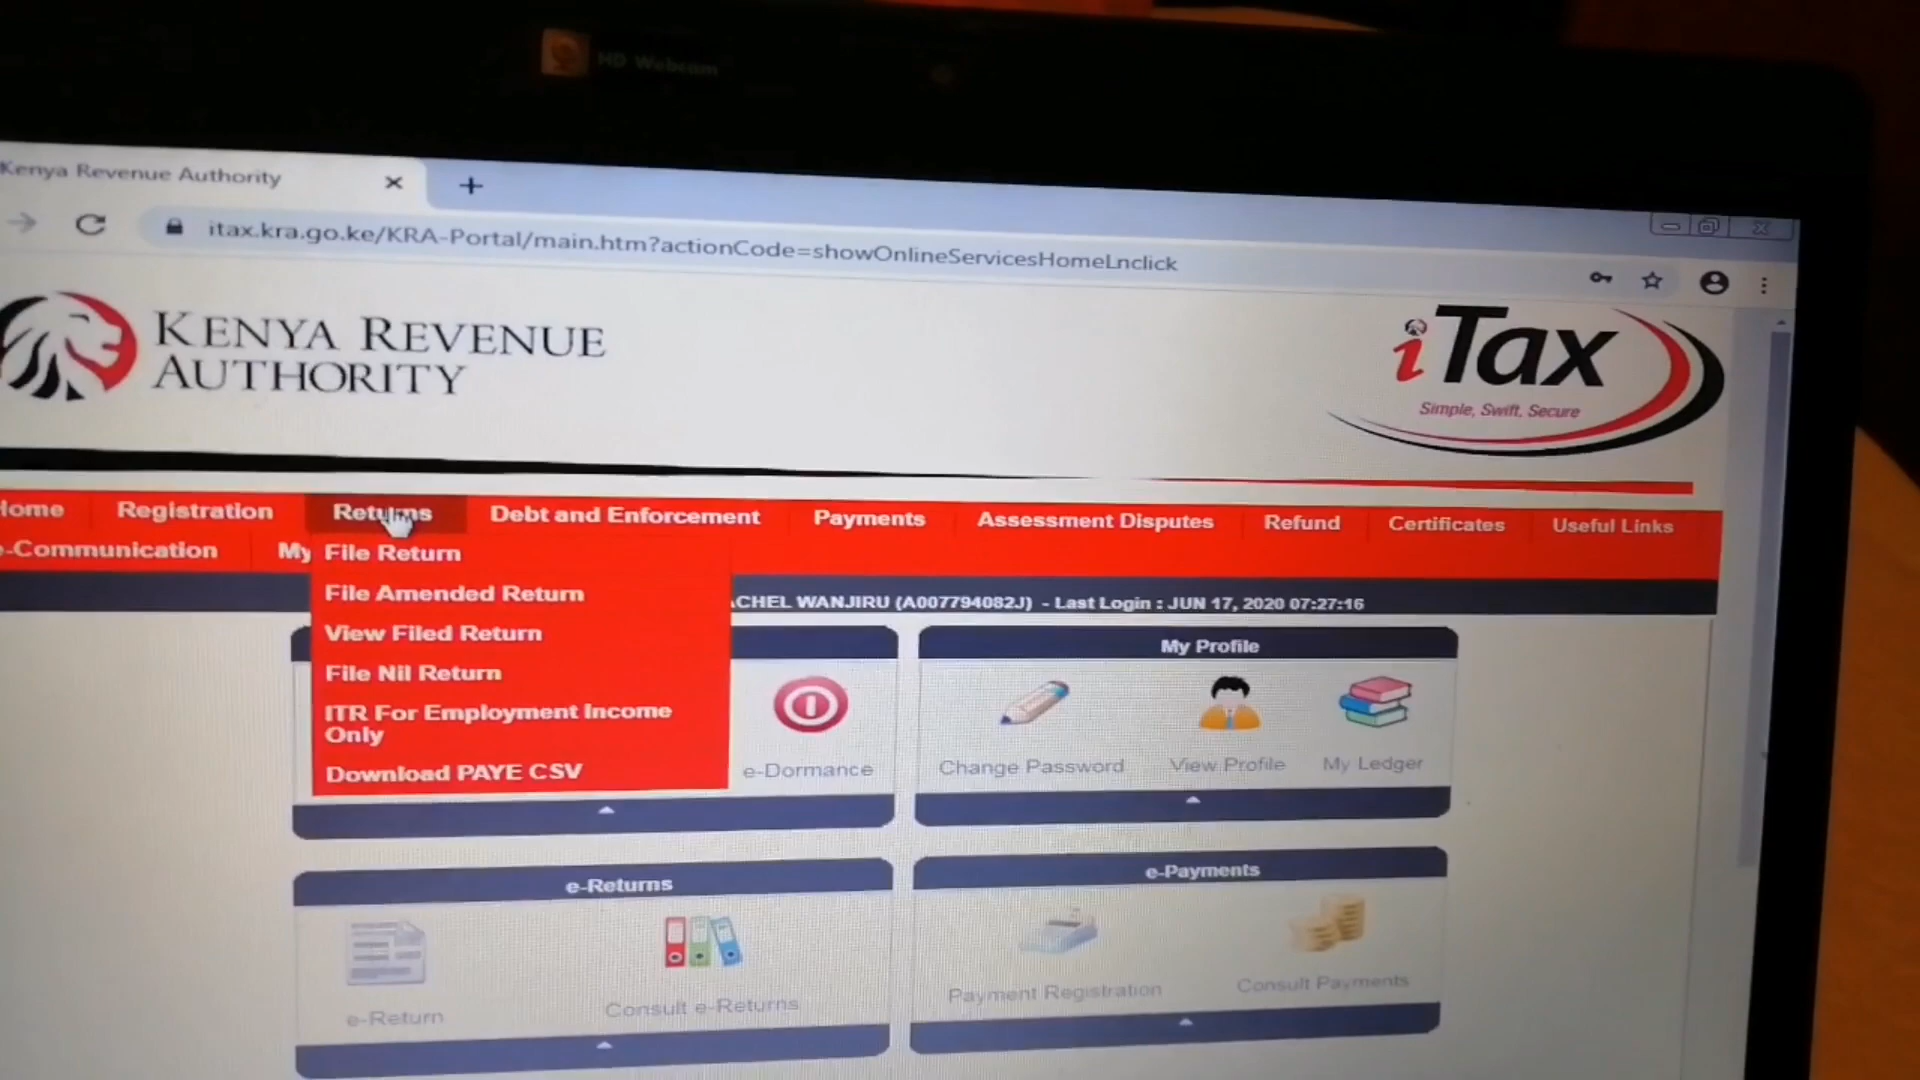 HD Webcam
Kenya Revenue Authority
itax.kra.go.ke/KRA-Portal/main.htm?actionCode=showOnlineServicesHomeLnclick
KENYA REVENUE
AUTHORITY
iTax
Simple, Swift, Secure
Home Registration Returns Debt and Enforcement Payments Assessment Disputes Refund Certificates Useful Links
e-Communication My
File Return
File Amended Return
View Filed Return
File Nil Return
ITR For Employment Income
Only
Download PAYE CSV
CHEL WANJIRU (A007794082J) - Last Login : JUN 17, 2020 07:27:16
e-Dormance
My Profile
Change Password View Profile My Ledger
e-Returns
e-Return Consult e-Returns
e-Payments
Payment Registration Consult Payments